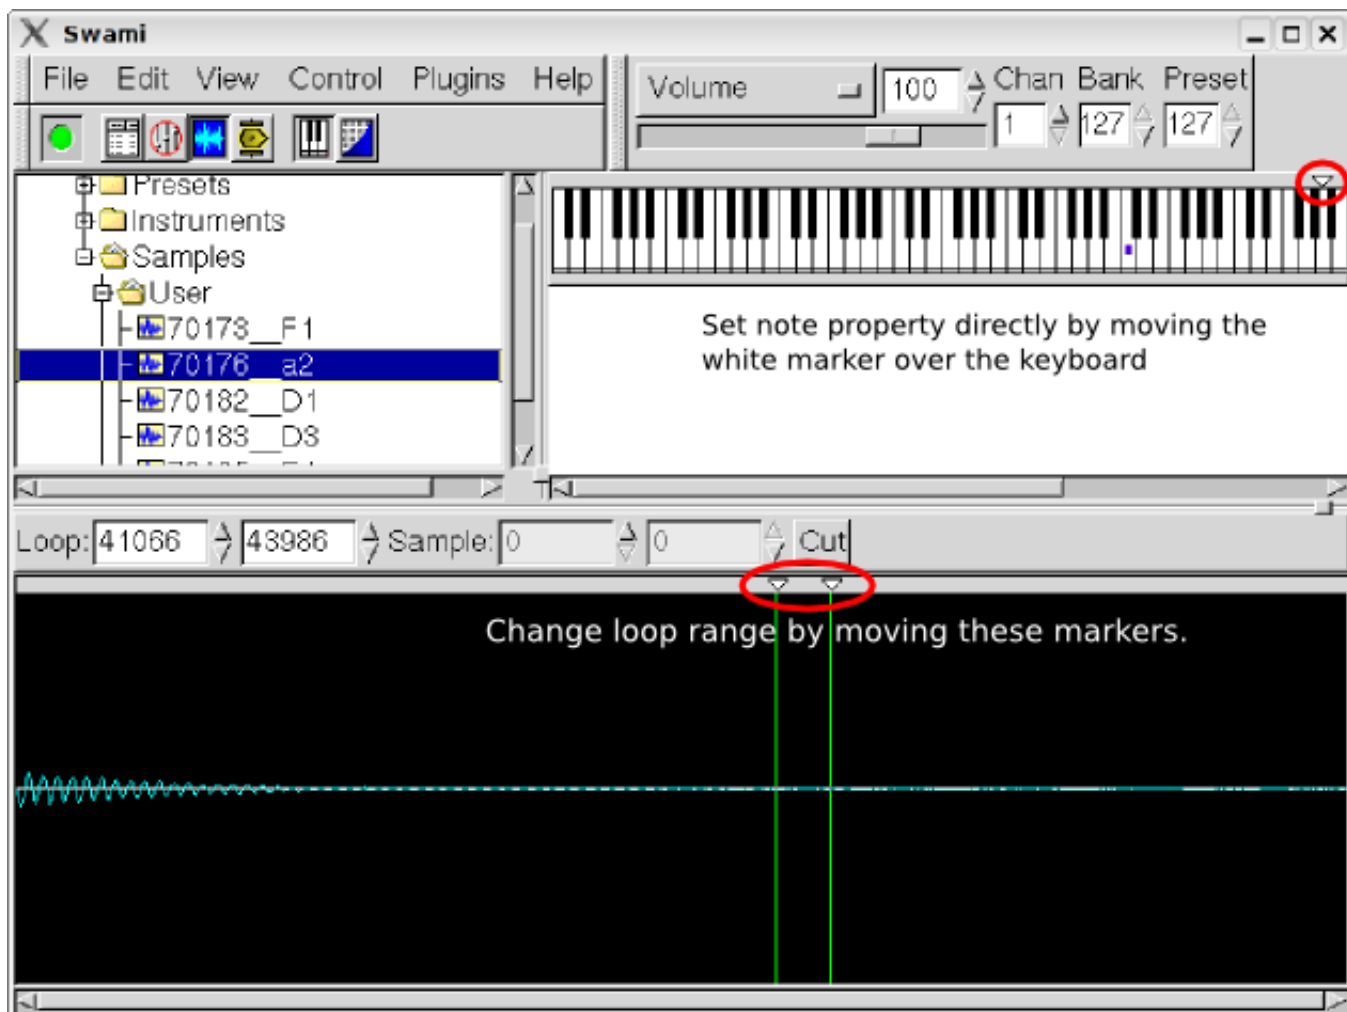 Swami
File Edit View Control Plugins Help
Volume 100 Chan Bank Preset
1 127 127
Presets
Instruments
Samples
User
70173__F1
70176__a2
70182__D1
70183__D3
Set note property directly by moving the
white marker over the keyboard
Loop: 41066 43986 Sample: 0 0 Cut
Change loop range by moving these markers.